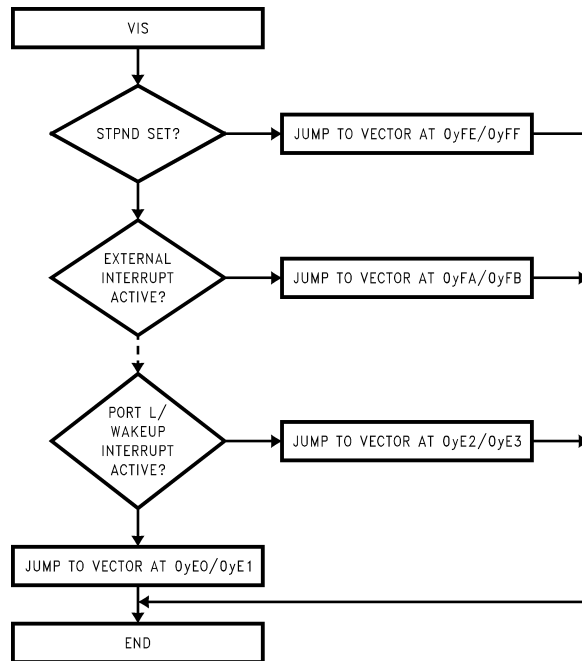 VIS
STPND SET?
JUMP TO VECTOR AT 0yFE/0yFF
EXTERNAL
INTERRUPT
ACTIVE?
JUMP TO VECTOR AT 0yFA/0yFB
PORT L/
WAKEUP
INTERRUPT
ACTIVE?
JUMP TO VECTOR AT 0yE2/0yE3
JUMP TO VECTOR AT 0yE0/0yE1
END